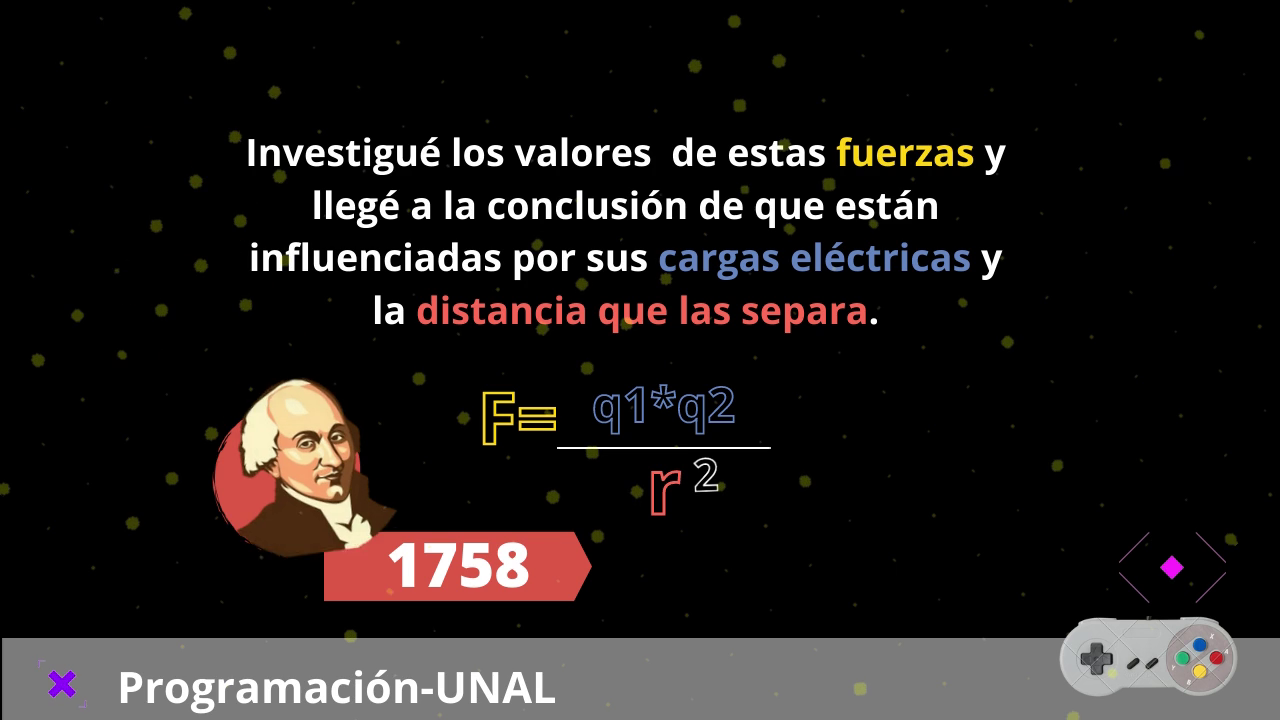 Investigué los valores de estas fuerzas y
llegé a la conclusión de que están
influenciadas por sus cargas eléctricas y
la distancia que las separa.
F= q1*q2
r 2
1758
Programación-UNAL